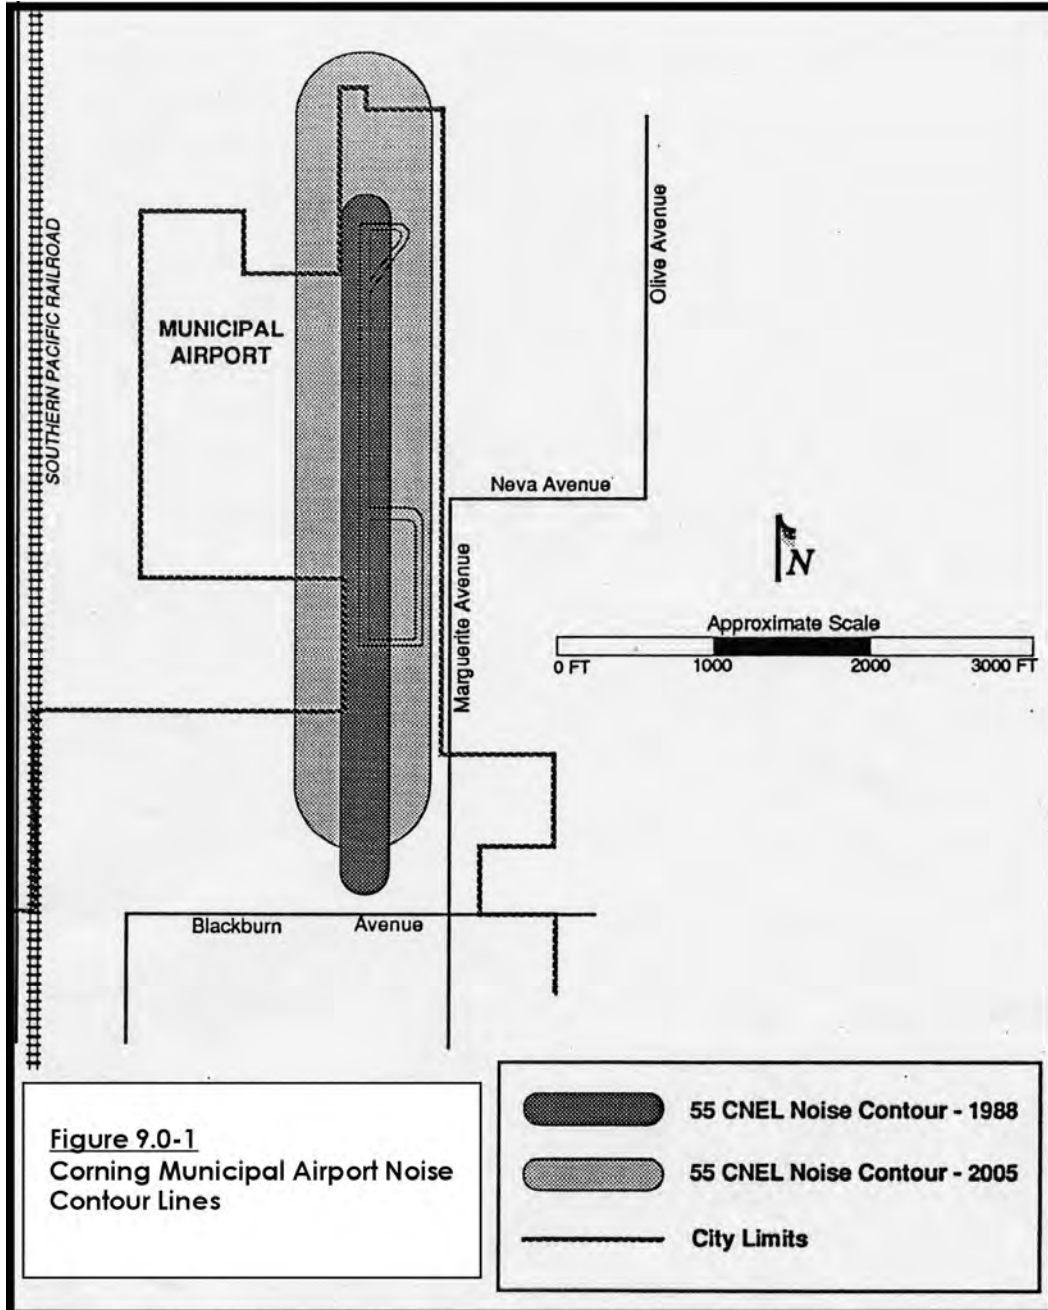 SOUTHERN PACIFIC RAILROAD
MUNICIPAL
AIRPORT
Olive Avenue
Neva Avenue
Marguerite Avenue
N
Approximate Scale
0 FT 1000 2000 3000 FT
Blackburn Avenue
Figure 9.0-1
Corning Municipal Airport Noise
Contour Lines
55 CNEL Noise Contour - 1988
55 CNEL Noise Contour - 2005
City Limits